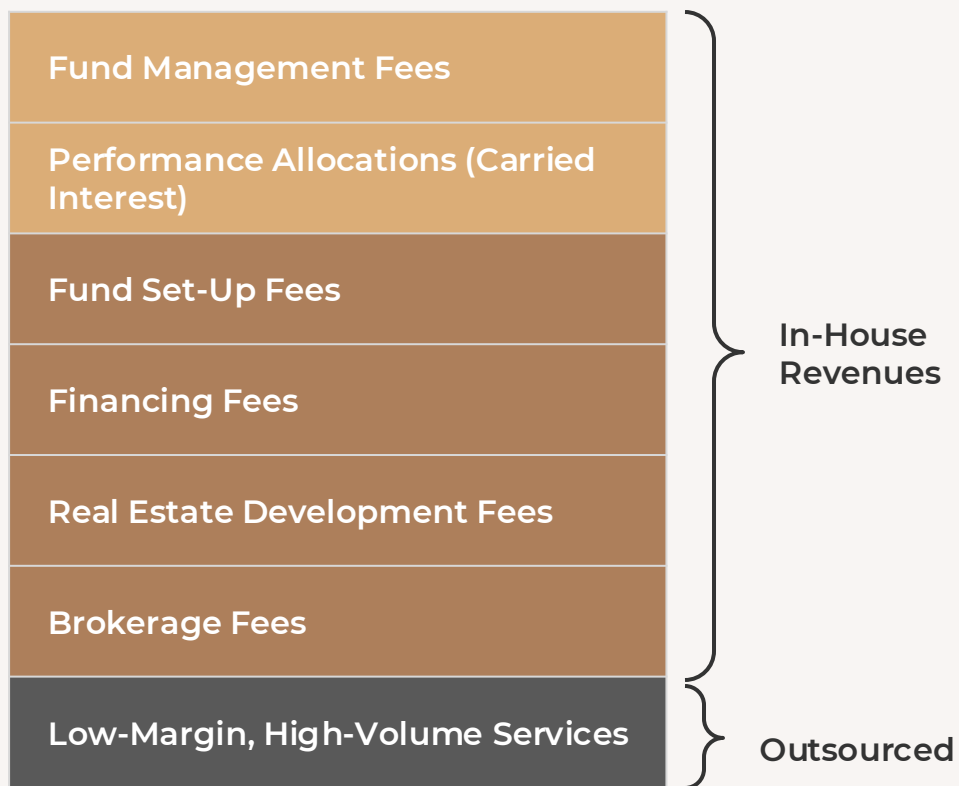 Fund Management Fees
Performance Allocations (Carried
Interest)
Fund Set-Up Fees
Financing Fees
Real Estate Development Fees
Brokerage Fees
In-House
Revenues
Low-Margin, High-Volume Services
Outsourced